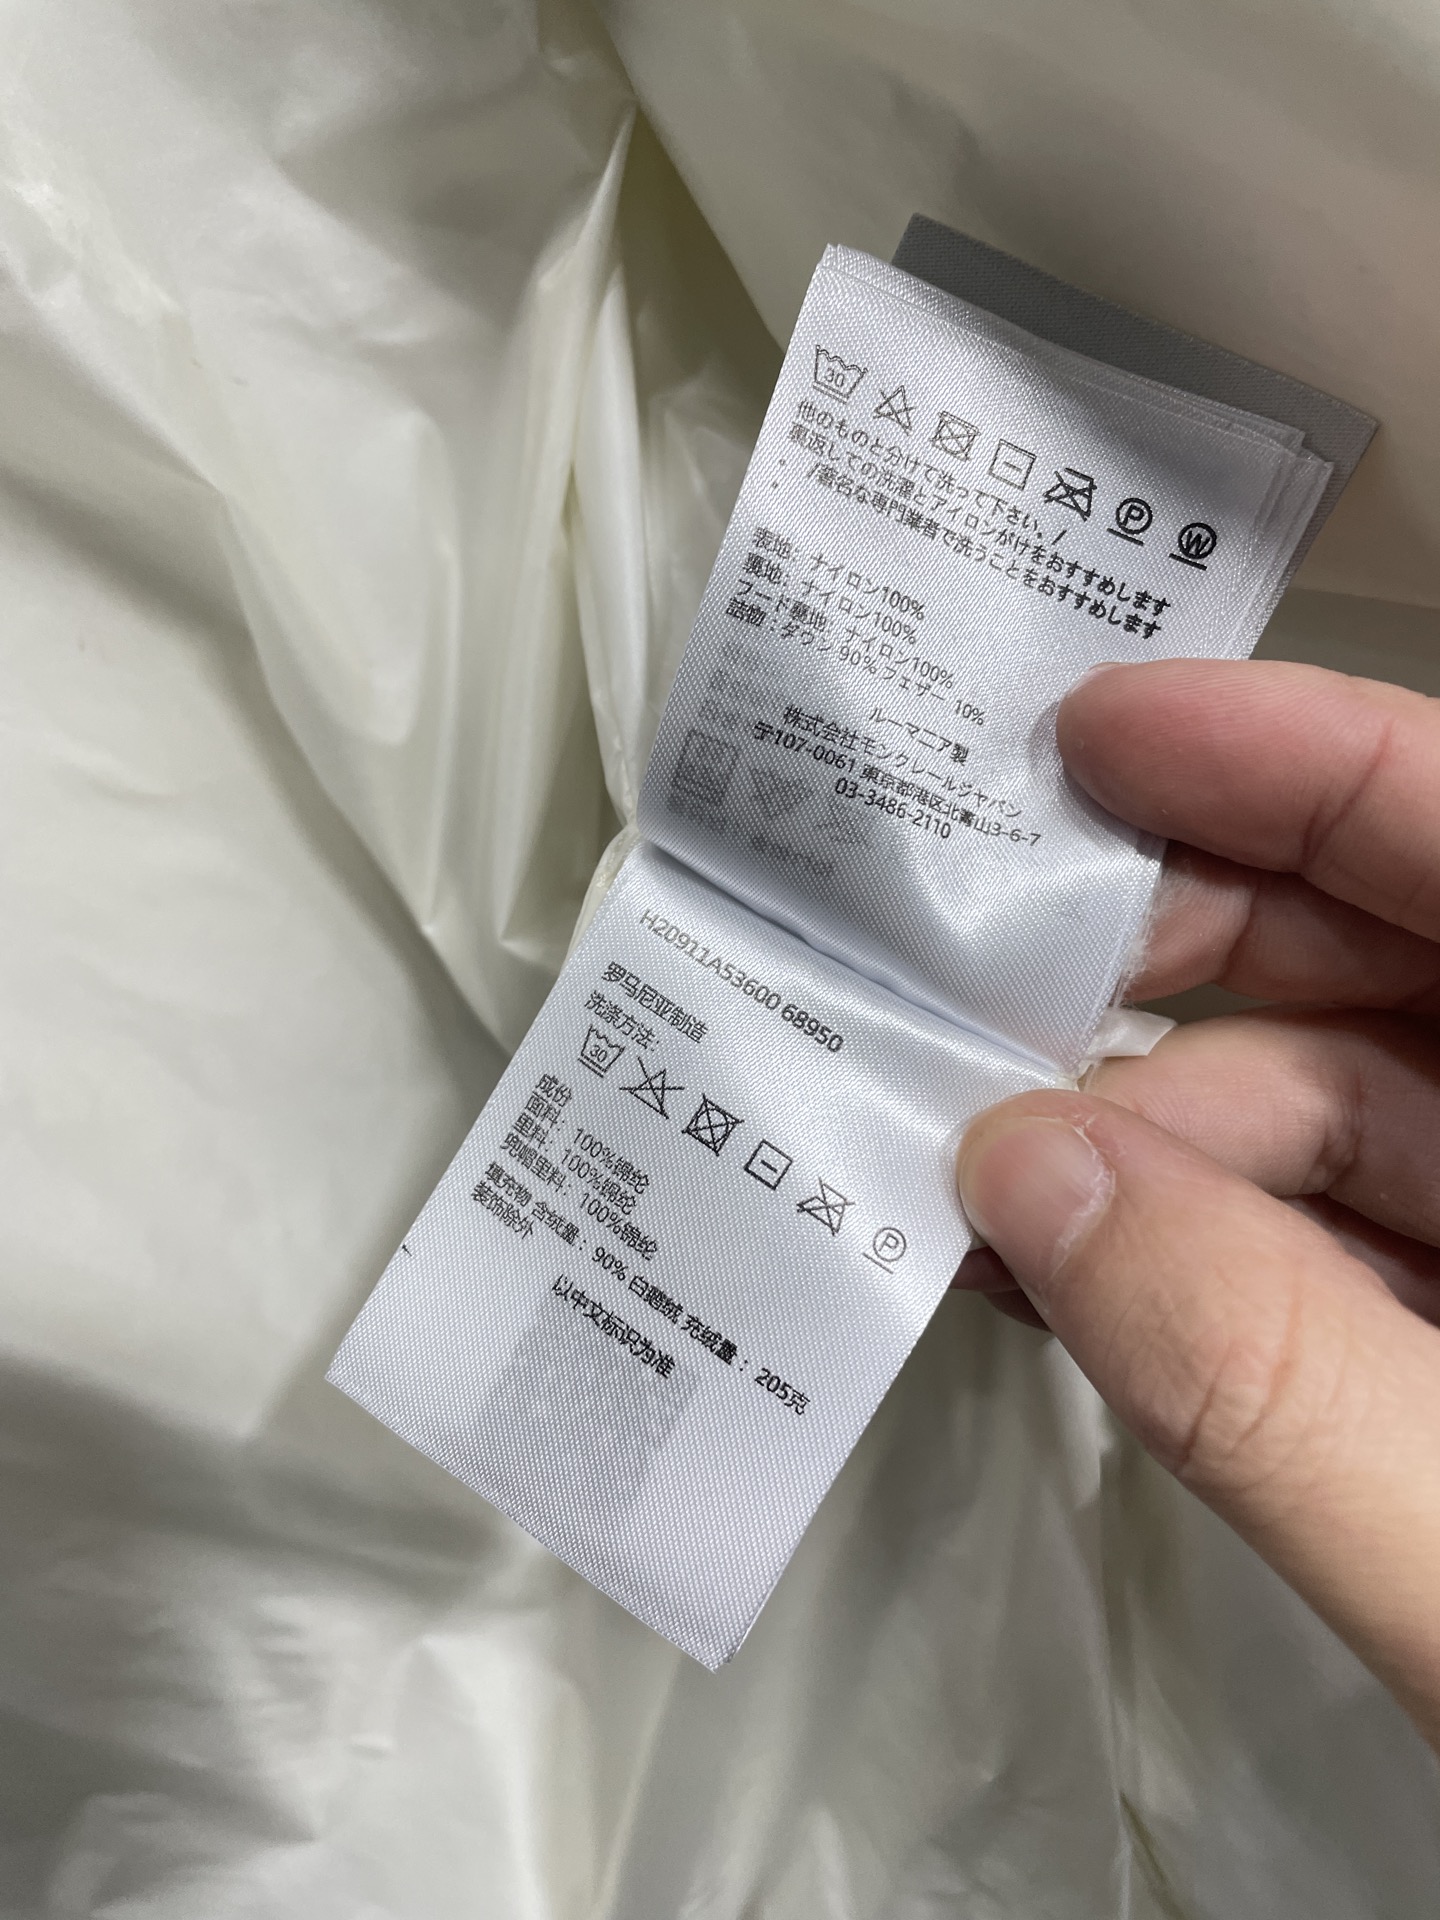 30
P
W
他のものと分けて洗って下さい。/
裏返しての洗濯とアイロンがけをおすすめします
。 /著名な専門業者で洗うことをおすすめします
。
表地: ナイロン100%
裏地: ナイロン100%
フード裏地: ナイロン100%
詰物: ダウン 90% フェザー 10%
ルーマニア製
株式会社モンクレールジャパン
〒107-0061 東京都港区北青山3-6-7
03-3486-2110
H20911A53600 68950
罗马尼亚制造
洗涤方法:
30
P
成份
面料: 100%锦纶
里料: 100%锦纶
兜帽里料: 100%锦纶
填充物 含绒量: 90% 白鹅绒 充绒量: 205克
装饰除外
以中文标识为准